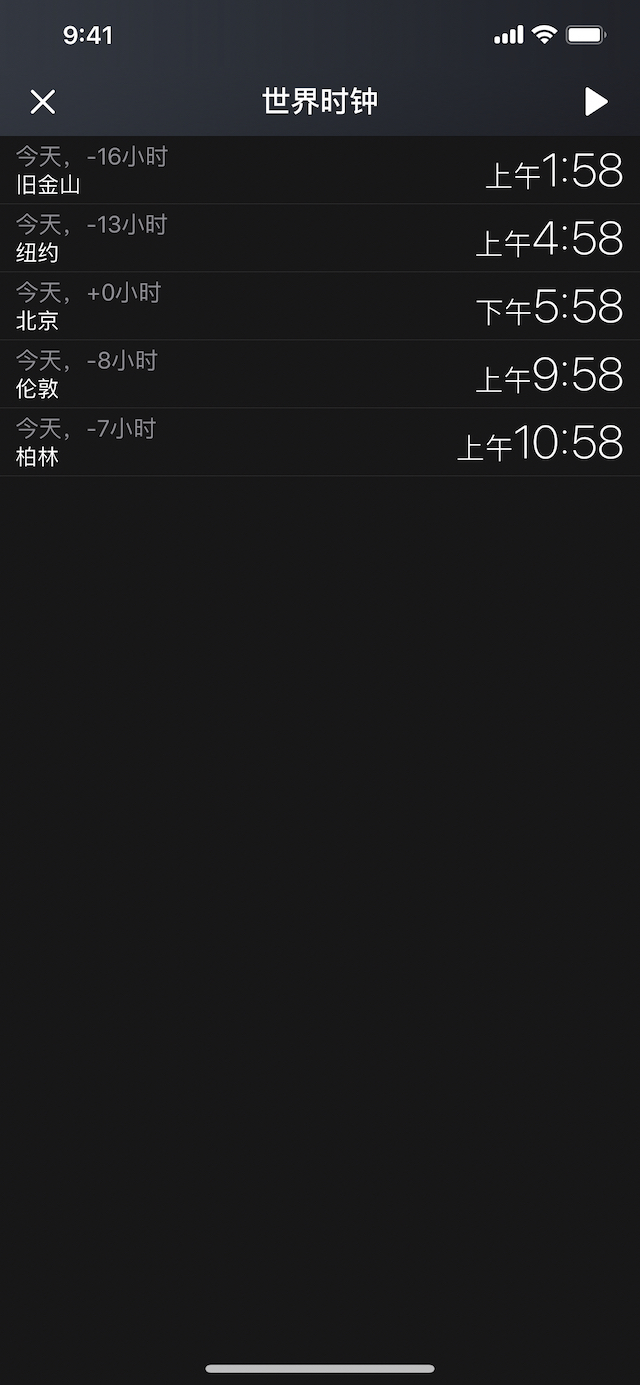 9:41
世界时钟
今天，-16小时
旧金山
上午1:58
今天，-13小时
纽约
上午4:58
今天，+0小时
北京
下午5:58
今天，-8小时
伦敦
上午9:58
今天，-7小时
柏林
上午10:58